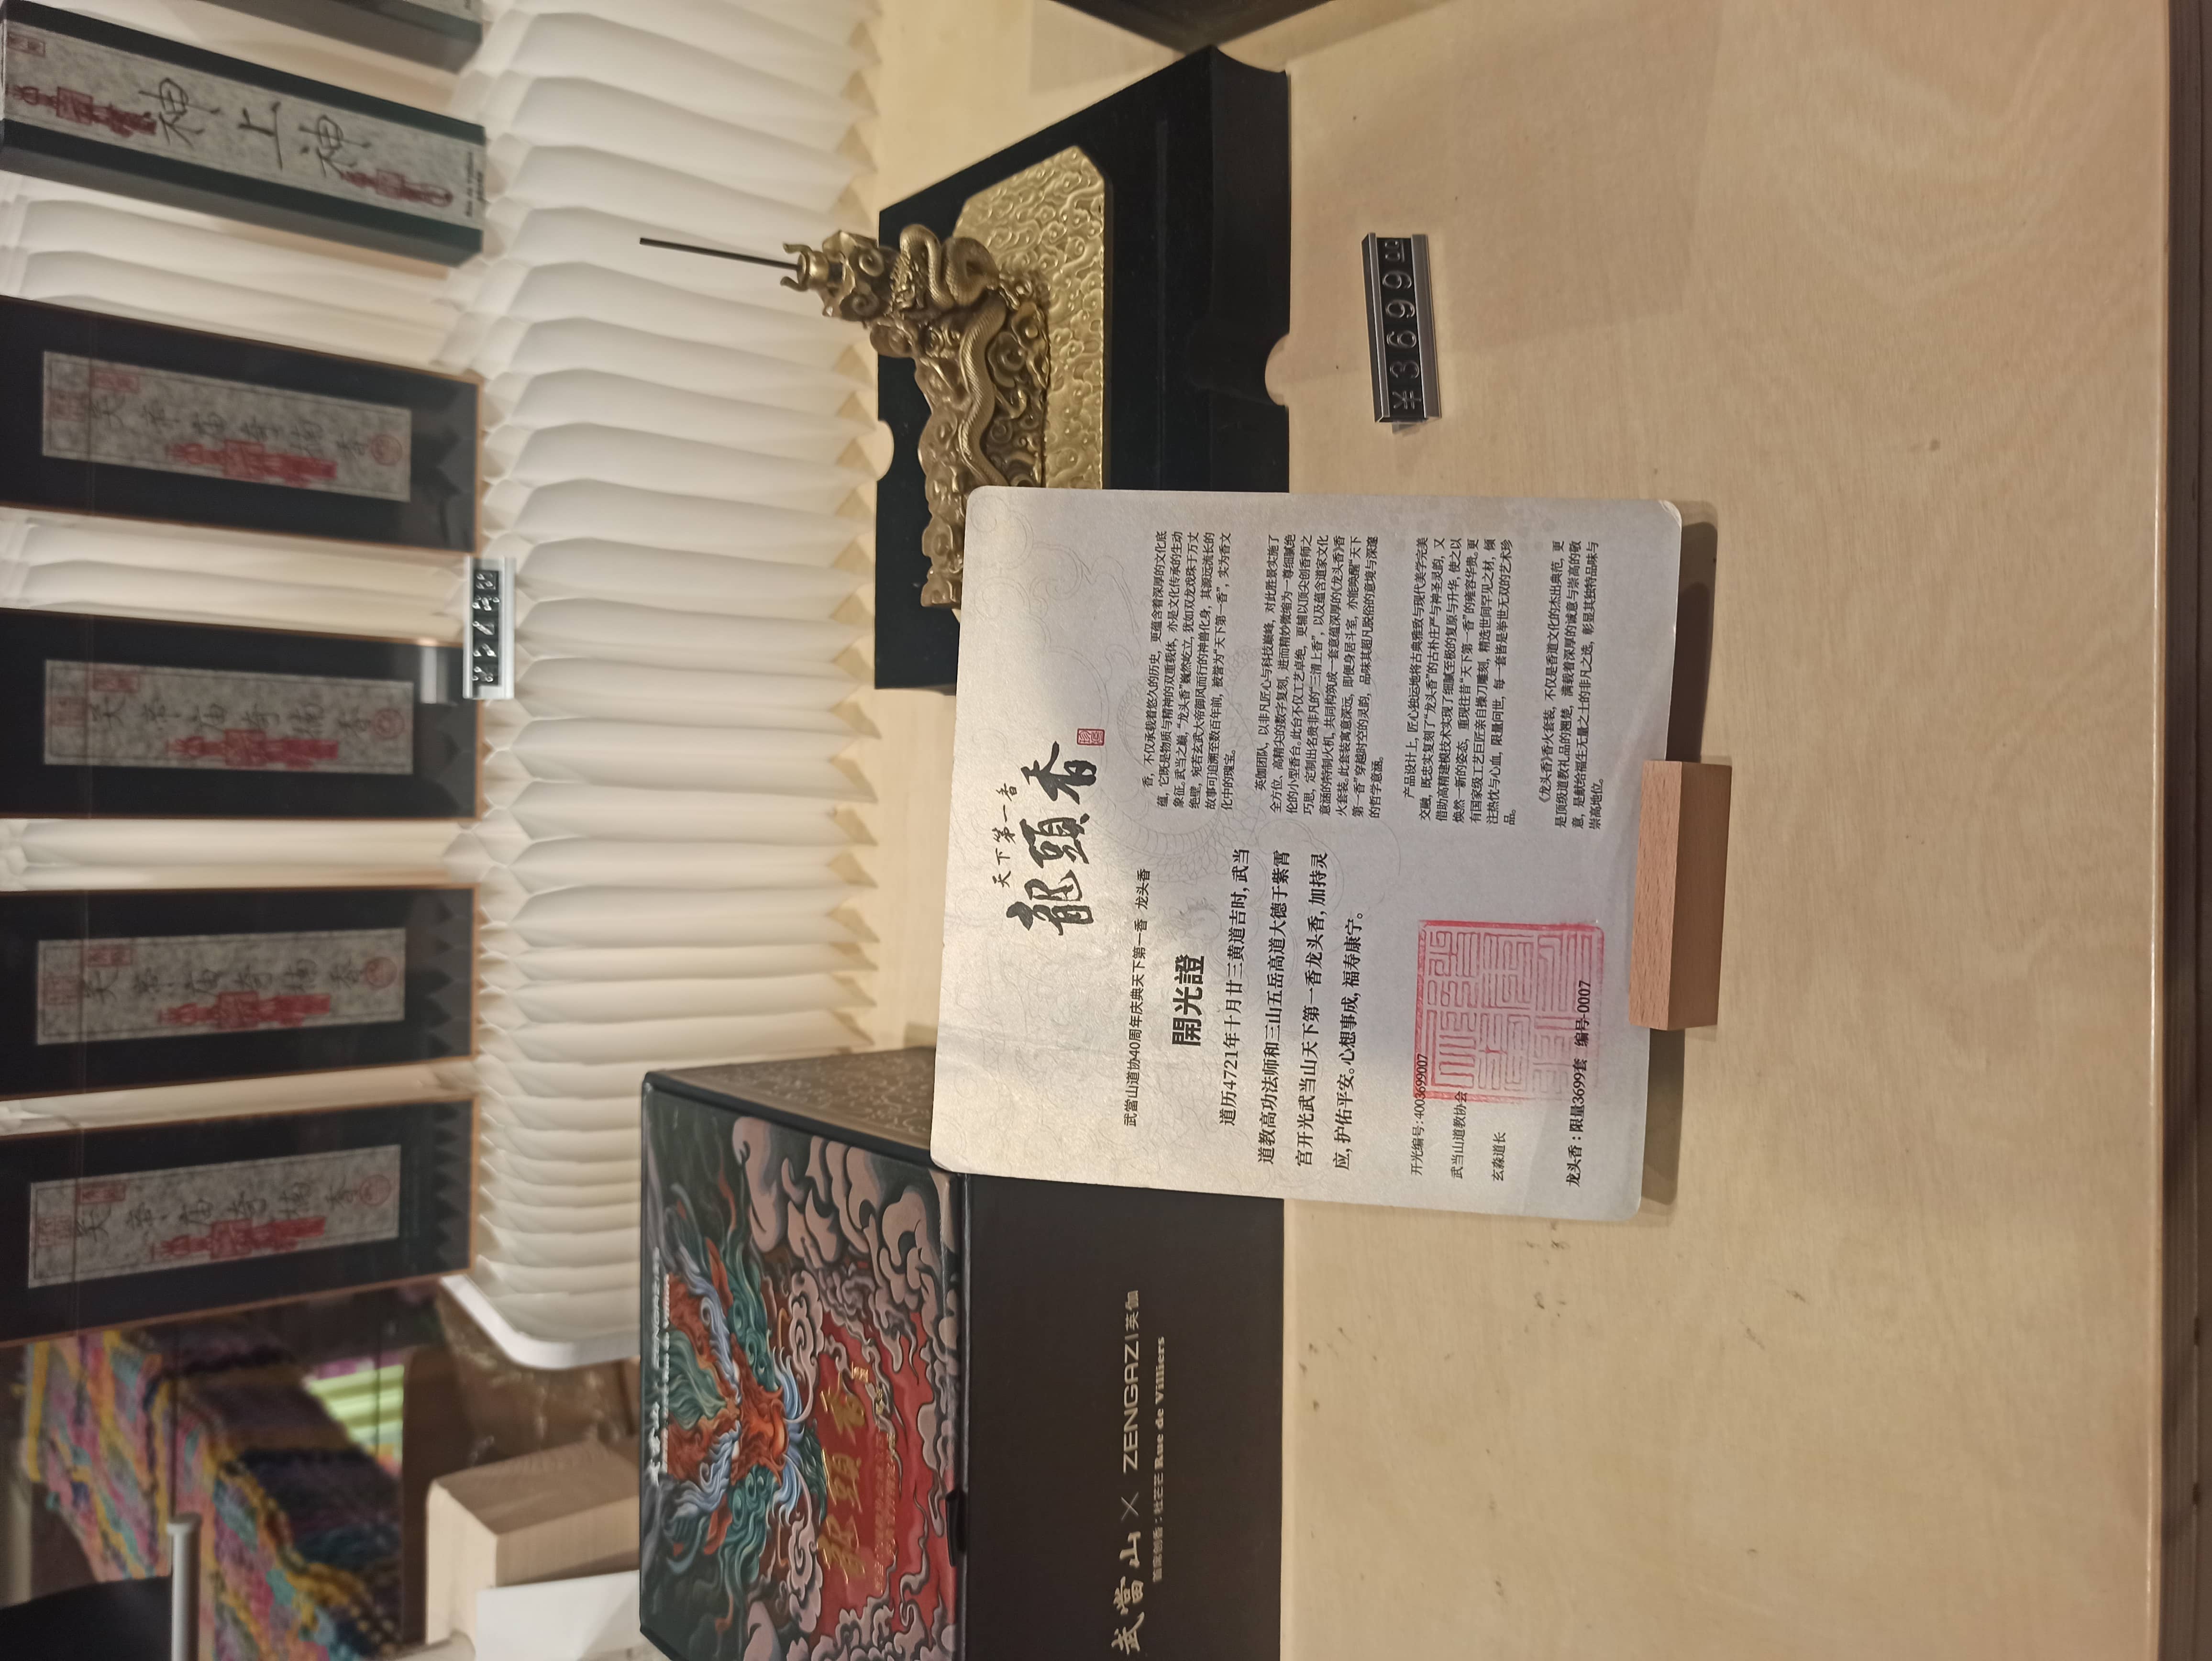 神上神
Rue de Villiers
武當山 × ZENGAZ|英伽
Rue de Villiers
龍頭香
武當山 × ZENGAZ|英伽
首席创香:杜芒芒 Rue de Villiers
天下第一香
龍頭香
武當山道协40周年庆典天下第一香 龙头香
開光證
道历4721年十月廿三黄道吉时,武当
道教高功法师和三山五岳高道大德于紫霄
宫开光武当山天下第一香龙头香,加持灵
应,护佑平安。心想事成,福寿康宁。
开光编号:4003699007
武当山道教协会
玄淼道长
龙头香:限量3699套 编号-0007
香,不仅承载着悠久的历史,更蕴含着深厚的文化底
蕴,它既是物质与精神的双重载体,亦是文化传承的生动
象征。武当之巅,“龙头香”巍然屹立,犹如双龙戏珠于万丈
绝壁,宛若玄武大帝御风而行的神兽化身,其源远流长的
故事可追溯至数百年前,被誉为“天下第一香”,实为香文
化中的瑰宝。
英伽团队,以非凡匠心与科技巅峰,对此胜景实施了
全方位、高精尖的数字复刻,进而精妙微缩为一尊细腻绝
伦的小型香台。此台不仅工艺卓绝,更辅以顶尖创香师之
巧思,定制出名贵非凡的“三清上香”,以及蕴含道家文化
意涵的特制火机,共同构筑成一套意蕴深厚的《龙头香》香
火套装。此套装寓意深远,即便身居斗室,亦能唤醒“天下
第一香”穿越时空的灵韵,品味其超凡脱俗的意境与深邃
的哲学意涵。
产品设计上,匠心独运地将古典雅致与现代美学完美
交融,既忠实复刻了“龙头香”的古朴庄严与神圣灵韵,又
借助高精建模技术实现了细腻至极的复原与升华,使之以
焕然一新的姿态,重现往昔“天下第一香”的雍容华贵。更
有国家级工艺巨匠亲自操刀雕刻,精选世间罕见之材,倾
注热忱与心血,限量问世,每一套皆是举世无双的艺术珍
品。
《龙头香》香火套装,不仅是香道文化的杰出典范,更
是顶级道教礼品的翘楚,满载着深厚的诚意与崇高的敬
意,是献给福生无量之士的非凡之选,彰显其独特品味与
崇高地位。
¥3699.00